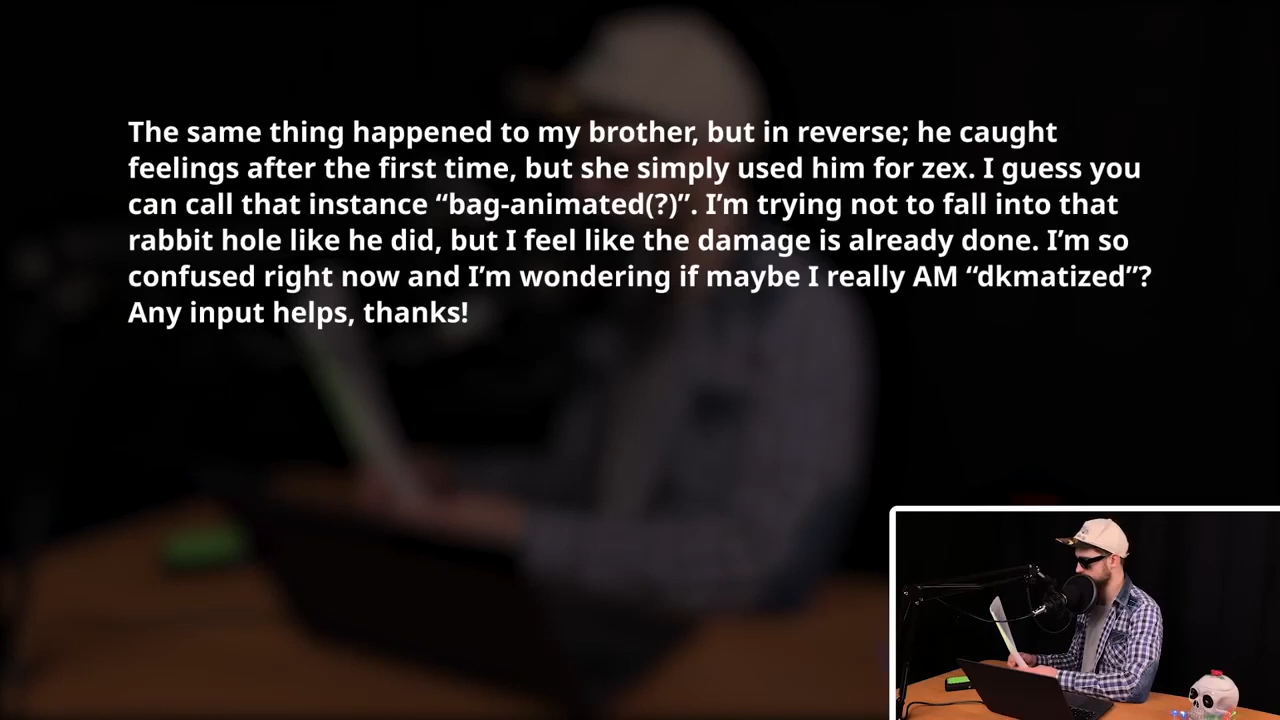 The same thing happened to my brother, but in reverse; he caught
feelings after the first time, but she simply used him for zex. I guess you
can call that instance “bag-animated(?)”. I’m trying not to fall into that
rabbit hole like he did, but I feel like the damage is already done. I’m so
confused right now and I’m wondering if maybe I really AM “dkmatized”?
Any input helps, thanks!